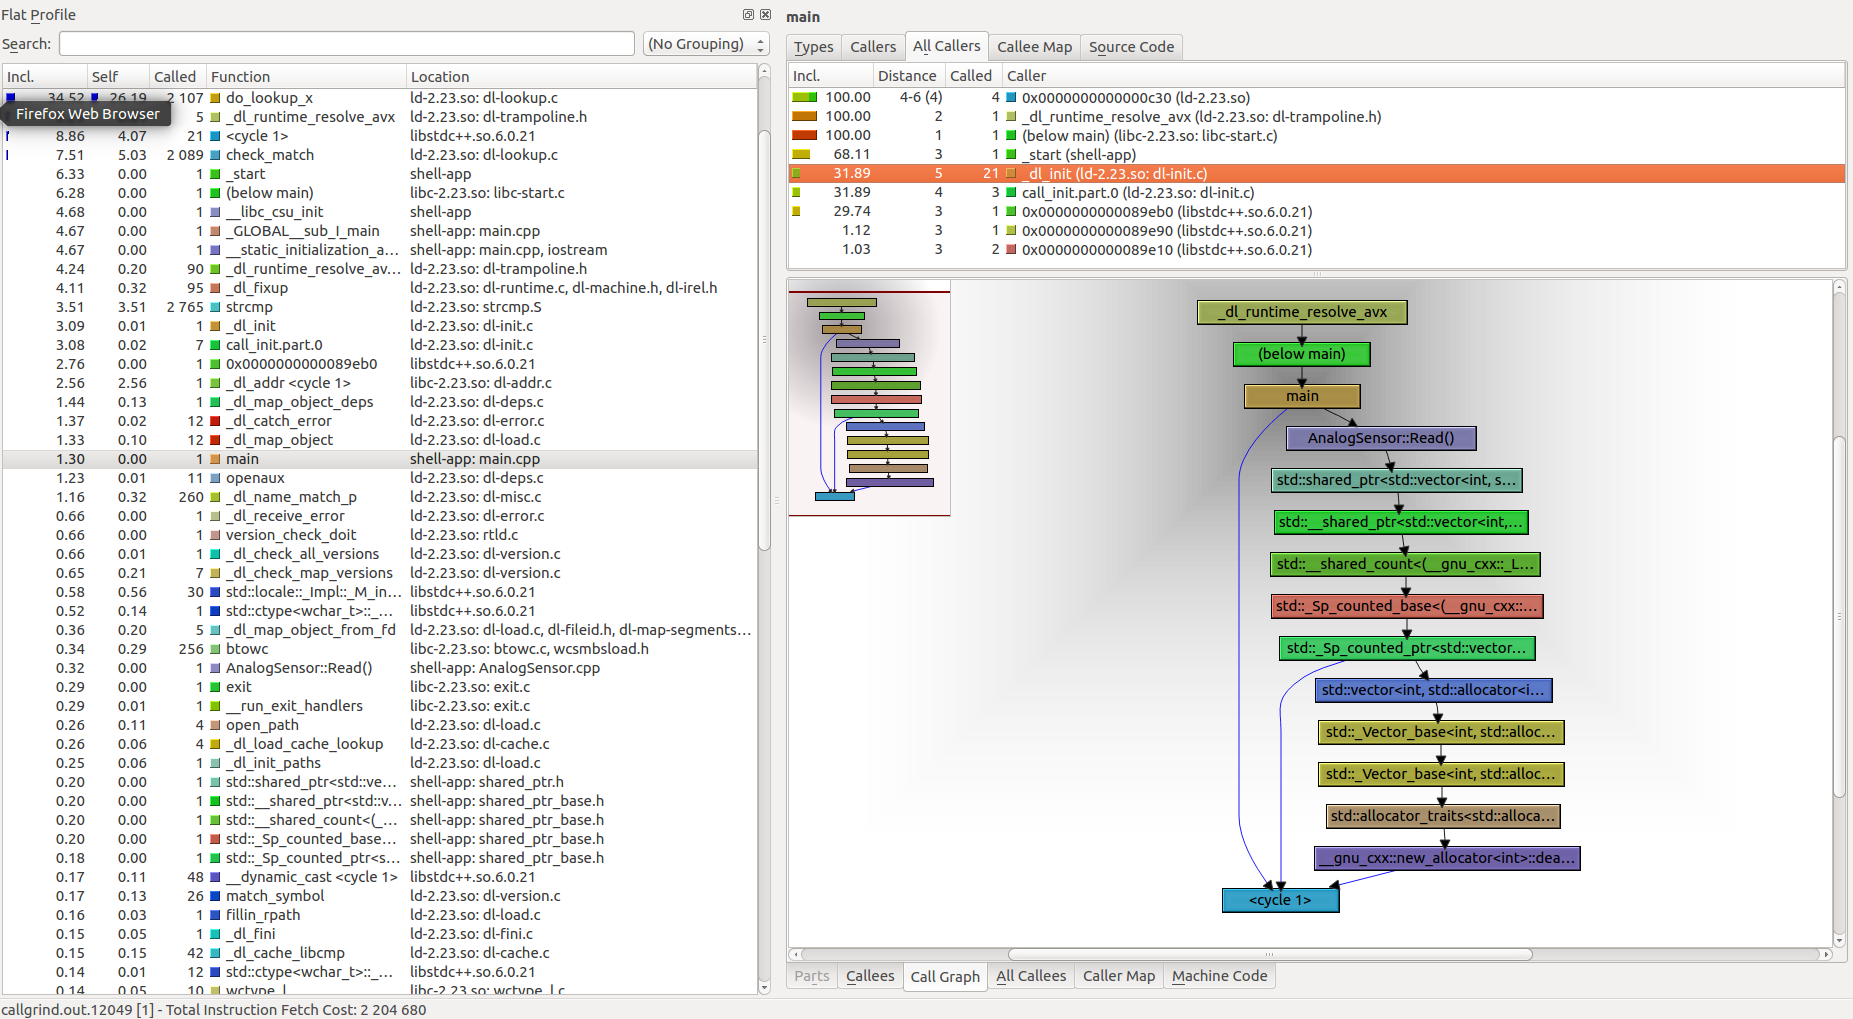 Flat Profile
Search:
(No Grouping)
Incl. Self Called Function Location
34.52 26.19 2 107 do_lookup_x ld-2.23.so: dl-lookup.c
Firefox Web Browser
5 _dl_runtime_resolve_avx ld-2.23.so: dl-trampoline.h
8.86 4.07 21 <cycle 1> libstdc++.so.6.0.21
7.51 5.03 2 089 check_match ld-2.23.so: dl-lookup.c
6.33 0.00 1 _start shell-app
6.28 0.00 1 (below main) libc-2.23.so: libc-start.c
4.68 0.00 1 __libc_csu_init shell-app
4.67 0.00 1 _GLOBAL__sub_I_main shell-app: main.cpp
4.67 0.00 1 __static_initialization_a... shell-app: main.cpp, iostream
4.24 0.20 90 _dl_runtime_resolve_av... ld-2.23.so: dl-trampoline.h
4.11 0.32 95 _dl_fixup ld-2.23.so: dl-runtime.c, dl-machine.h, dl-irel.h
3.51 3.51 2 765 strcmp ld-2.23.so: strcmp.S
3.09 0.01 1 _dl_init ld-2.23.so: dl-init.c
3.08 0.02 7 call_init.part.0 ld-2.23.so: dl-init.c
2.76 0.00 1 0x0000000000089eb0 libstdc++.so.6.0.21
2.56 2.56 1 _dl_addr <cycle 1> libc-2.23.so: dl-addr.c
1.44 0.13 1 _dl_map_object_deps ld-2.23.so: dl-deps.c
1.37 0.02 12 _dl_catch_error ld-2.23.so: dl-error.c
1.33 0.10 12 _dl_map_object ld-2.23.so: dl-load.c
1.30 0.00 1 main shell-app: main.cpp
1.23 0.01 11 openaux ld-2.23.so: dl-deps.c
1.16 0.32 260 _dl_name_match_p ld-2.23.so: dl-misc.c
0.66 0.00 1 _dl_receive_error ld-2.23.so: dl-error.c
0.66 0.00 1 version_check_doit ld-2.23.so: rtld.c
0.66 0.01 1 _dl_check_all_versions ld-2.23.so: dl-version.c
0.65 0.21 7 _dl_check_map_versions ld-2.23.so: dl-version.c
0.58 0.56 30 std::locale::_Impl::_M_in... libstdc++.so.6.0.21
0.52 0.14 1 std::ctype<wchar_t>::_... libstdc++.so.6.0.21
0.36 0.20 5 _dl_map_object_from_fd ld-2.23.so: dl-load.c, dl-fileid.h, dl-map-segments...
0.34 0.29 256 btowc libc-2.23.so: btowc.c, wcsmbsload.h
0.32 0.00 1 AnalogSensor::Read() shell-app: AnalogSensor.cpp
0.29 0.00 1 exit libc-2.23.so: exit.c
0.29 0.01 1 __run_exit_handlers libc-2.23.so: exit.c
0.26 0.11 4 open_path ld-2.23.so: dl-load.c
0.26 0.06 4 _dl_load_cache_lookup ld-2.23.so: dl-cache.c
0.25 0.06 1 _dl_init_paths ld-2.23.so: dl-load.c
0.20 0.00 1 std::shared_ptr<std::ve... shell-app: shared_ptr.h
0.20 0.00 1 std::__shared_ptr<std::v... shell-app: shared_ptr_base.h
0.20 0.00 1 std::__shared_count<(_... shell-app: shared_ptr_base.h
0.20 0.00 1 std::_Sp_counted_base... shell-app: shared_ptr_base.h
0.18 0.00 1 std::_Sp_counted_ptr<s... shell-app: shared_ptr_base.h
0.17 0.11 48 __dynamic_cast <cycle 1> libstdc++.so.6.0.21
0.17 0.13 26 match_symbol ld-2.23.so: dl-version.c
0.16 0.03 1 fillin_rpath ld-2.23.so: dl-load.c
0.15 0.05 1 _dl_fini ld-2.23.so: dl-fini.c
0.15 0.15 42 _dl_cache_libcmp ld-2.23.so: dl-cache.c
0.14 0.01 12 std::ctype<wchar_t>::_... libstdc++.so.6.0.21
0.14 0.05 10 wctype_l libc-2.23.so: wctype_l.c
main
Types Callers All Callers Callee Map Source Code
Incl. Distance Called Caller
100.00 4-6 (4) 4 0x0000000000000c30 (ld-2.23.so)
100.00 2 1 _dl_runtime_resolve_avx (ld-2.23.so: dl-trampoline.h)
100.00 1 1 (below main) (libc-2.23.so: libc-start.c)
68.11 3 1 _start (shell-app)
31.89 5 21 _dl_init (ld-2.23.so: dl-init.c)
31.89 4 3 call_init.part.0 (ld-2.23.so: dl-init.c)
29.74 3 1 0x0000000000089eb0 (libstdc++.so.6.0.21)
1.12 3 1 0x0000000000089e90 (libstdc++.so.6.0.21)
1.03 3 2 0x0000000000089e10 (libstdc++.so.6.0.21)
_dl_runtime_resolve_avx
(below main)
main
AnalogSensor::Read()
std::shared_ptr<std::vector<int, s...
std::__shared_ptr<std::vector<int,...
std::__shared_count<(__gnu_cxx::_L...
std::_Sp_counted_base<(__gnu_cxx::...
std::_Sp_counted_ptr<std::vector...
std::vector<int, std::allocator<i...
std::_Vector_base<int, std::alloc...
std::_Vector_base<int, std::alloc...
std::allocator_traits<std::alloca...
__gnu_cxx::new_allocator<int>::dea...
<cycle 1>
Parts Callees Call Graph All Callees Caller Map Machine Code
callgrind.out.12049 [1] - Total Instruction Fetch Cost: 2 204 680